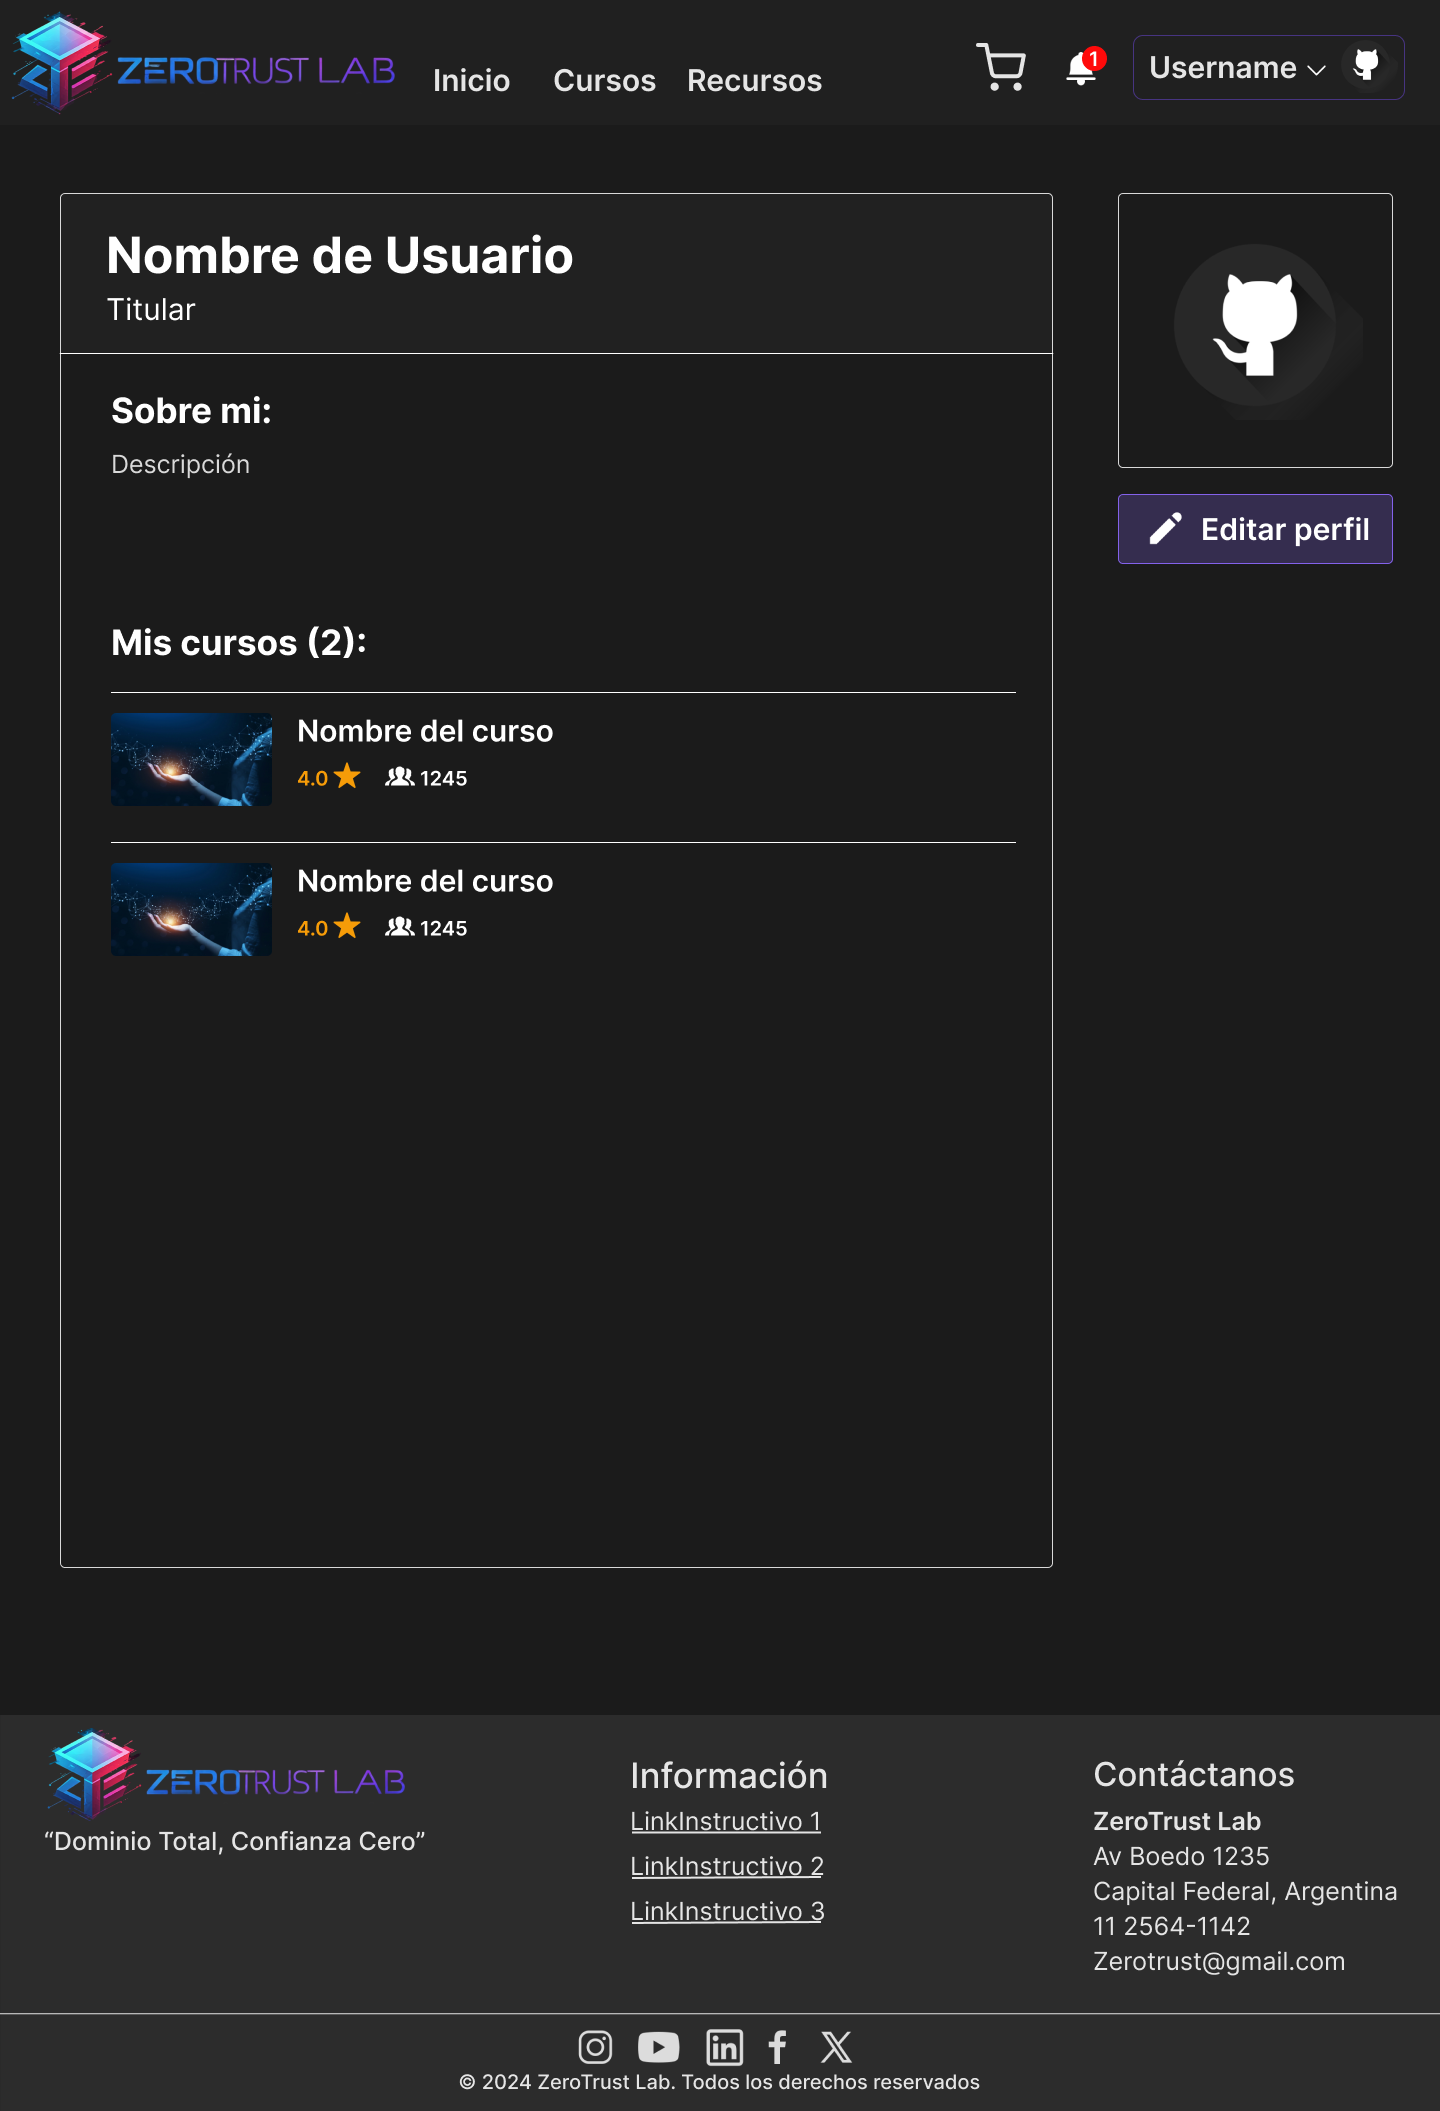 ZEROTRUST LAB
Inicio
Cursos
Recursos
1
Username
Nombre de Usuario
Titular
Sobre mi:
Descripción
Editar perfil
Mis cursos (2):
Nombre del curso
4.0
1245
Nombre del curso
4.0
1245
ZEROTRUST LAB
“Dominio Total, Confianza Cero”
Información
LinkInstructivo 1
LinkInstructivo 2
LinkInstructivo 3
Contáctanos
ZeroTrust Lab
Av Boedo 1235
Capital Federal, Argentina
11 2564-1142
Zerotrust@gmail.com
© 2024 ZeroTrust Lab. Todos los derechos reservados